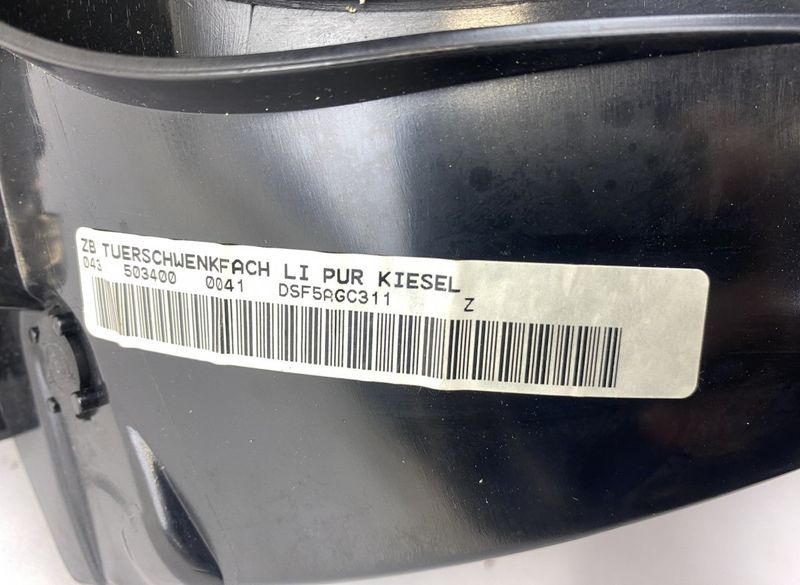 ZB TUERSCHWENKFACH LI PUR KIESEL
043 503400 0041 DSF5AGC311 Z